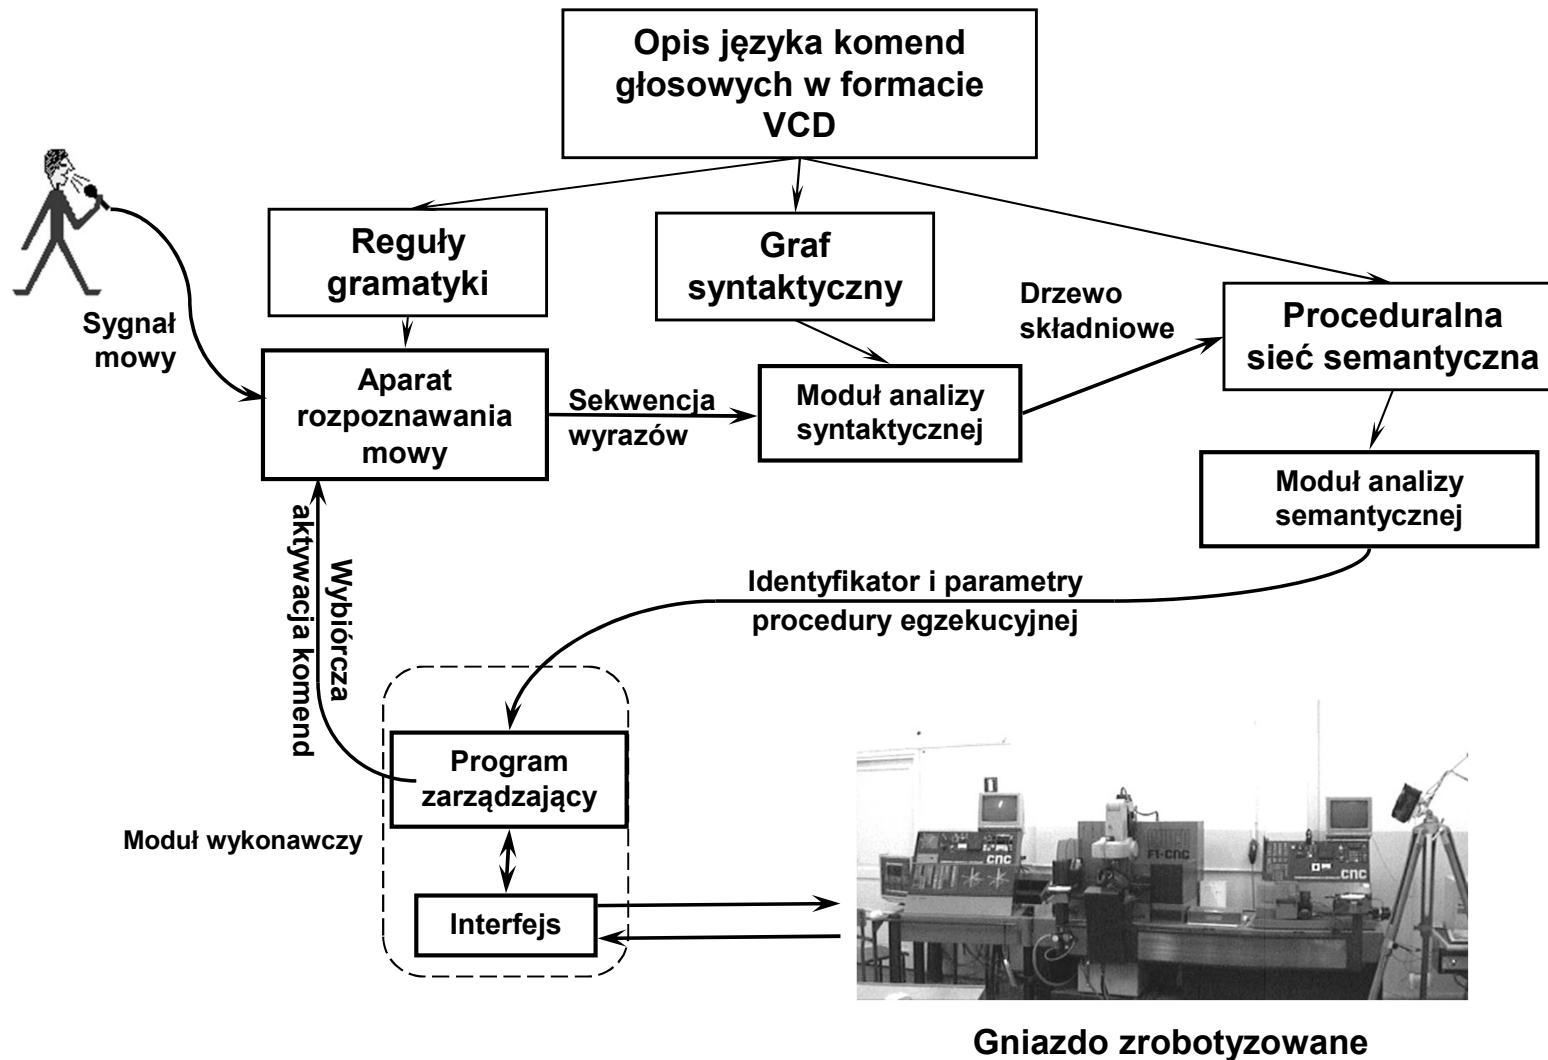 Opis języka komend
głosowych w formacie
VCD
Reguły
gramatyki
Graf
syntaktyczny
Drzewo
składniowe
Proceduralna
sieć semantyczna
Sygnał
mowy
Aparat
rozpoznawania
mowy
Sekwencja
wyrazów
Moduł analizy
syntaktycznej
Moduł analizy
semantycznej
Wybiórcza
aktywacja komend
Identyfikator i parametry
procedury egzekucyjnej
Program
zarządzający
Moduł wykonawczy
Interfejs
CNC
F1-CNC
CNC
Gniazdo zrobotyzowane